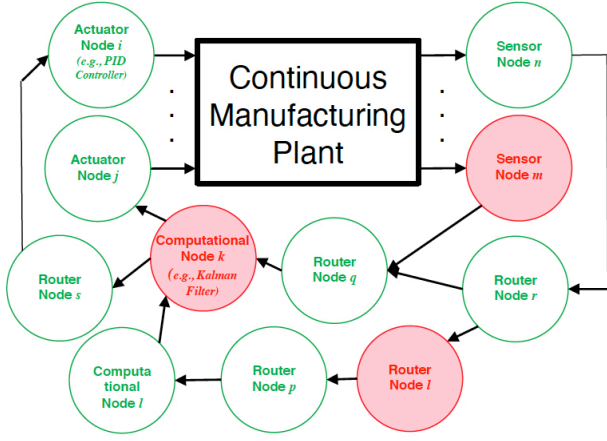 Actuator
Node i
(e.g., PID
Controller)
Continuous
Manufacturing
Plant
Sensor
Node n
Actuator
Node j
Sensor
Node m
Computational
Node k
(e.g., Kalman
Filter)
Router
Node s
Router
Node q
Router
Node r
Computa
tional
Node l
Router
Node p
Router
Node l